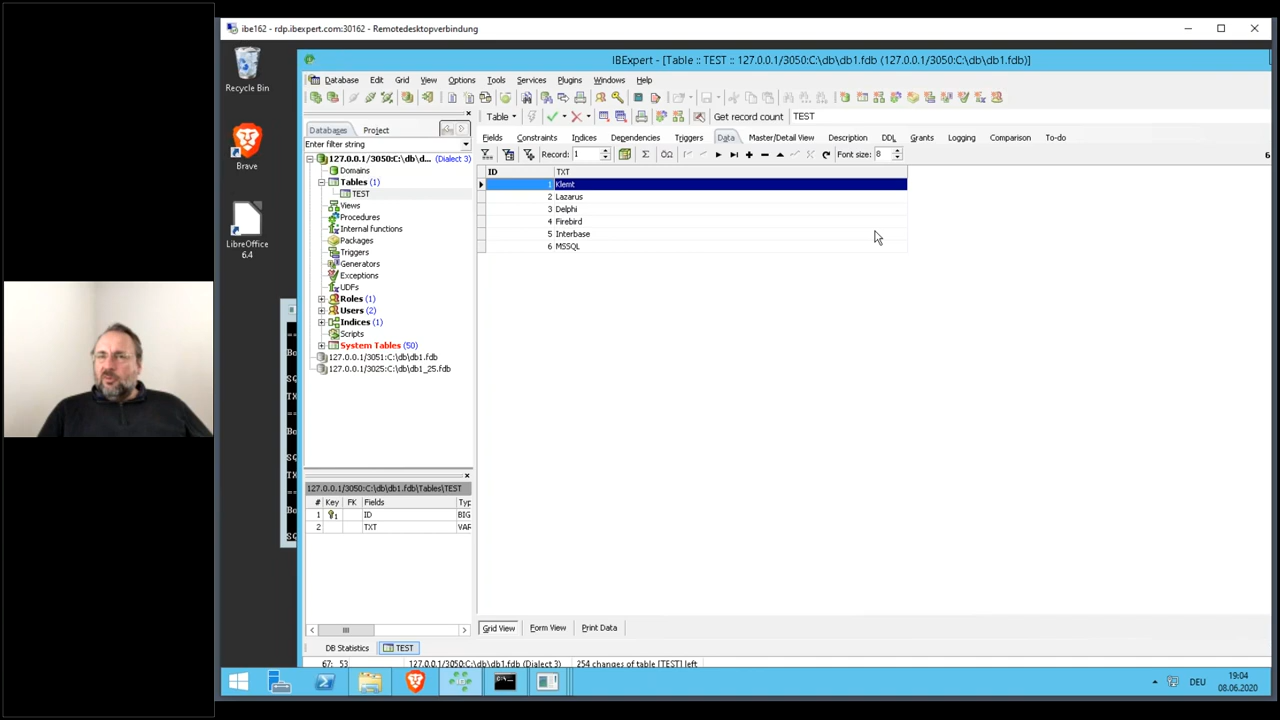 ibe162 - rdp.ibexpert.com:30162 - Remotedesktopverbindung
Recycle Bin
Brave
LibreOffice
6.4
IBExpert - [Table :: TEST :: 127.0.0.1/3050:C:\db\db1.fdb (127.0.0.1/3050:C:\db\db1.fdb)]
Database Edit Grid View Options Tools Services Plugins Windows Help
Table Get record count TEST
Databases Project
Enter filter string
Fields Constraints Indices Dependencies Triggers Data Master/Detail View Description DDL Grants Logging Comparison To-do
Record: 1 Σ ΩΩ Font size: 8 6
127.0.0.1/3050:C:\db\d... (Dialect 3)
Domains
Tables (1)
TEST
Views
Procedures
Internal functions
Packages
Triggers
Generators
Exceptions
UDFs
Roles (1)
Users (2)
Indices (1)
Scripts
System Tables (50)
127.0.0.1/3051:C:\db\db1.fdb
127.0.0.1/3025:C:\db\db1_25.fdb
ID TXT
1 Klemt
2 Lazarus
3 Delphi
4 Firebird
5 Interbase
6 MSSQL
127.0.0.1/3050:C:\db\db1.fdb\Tables\TEST
# Key FK Fields Typ
1 1 ID BIG
2 TXT VAR
Grid View Form View Print Data
DB Statistics TEST
67: 53 127.0.0.1/3050:C:\db\db1.fdb (Dialect 3) 254 changes of table [TEST] left
DEU
19:04
08.06.2020